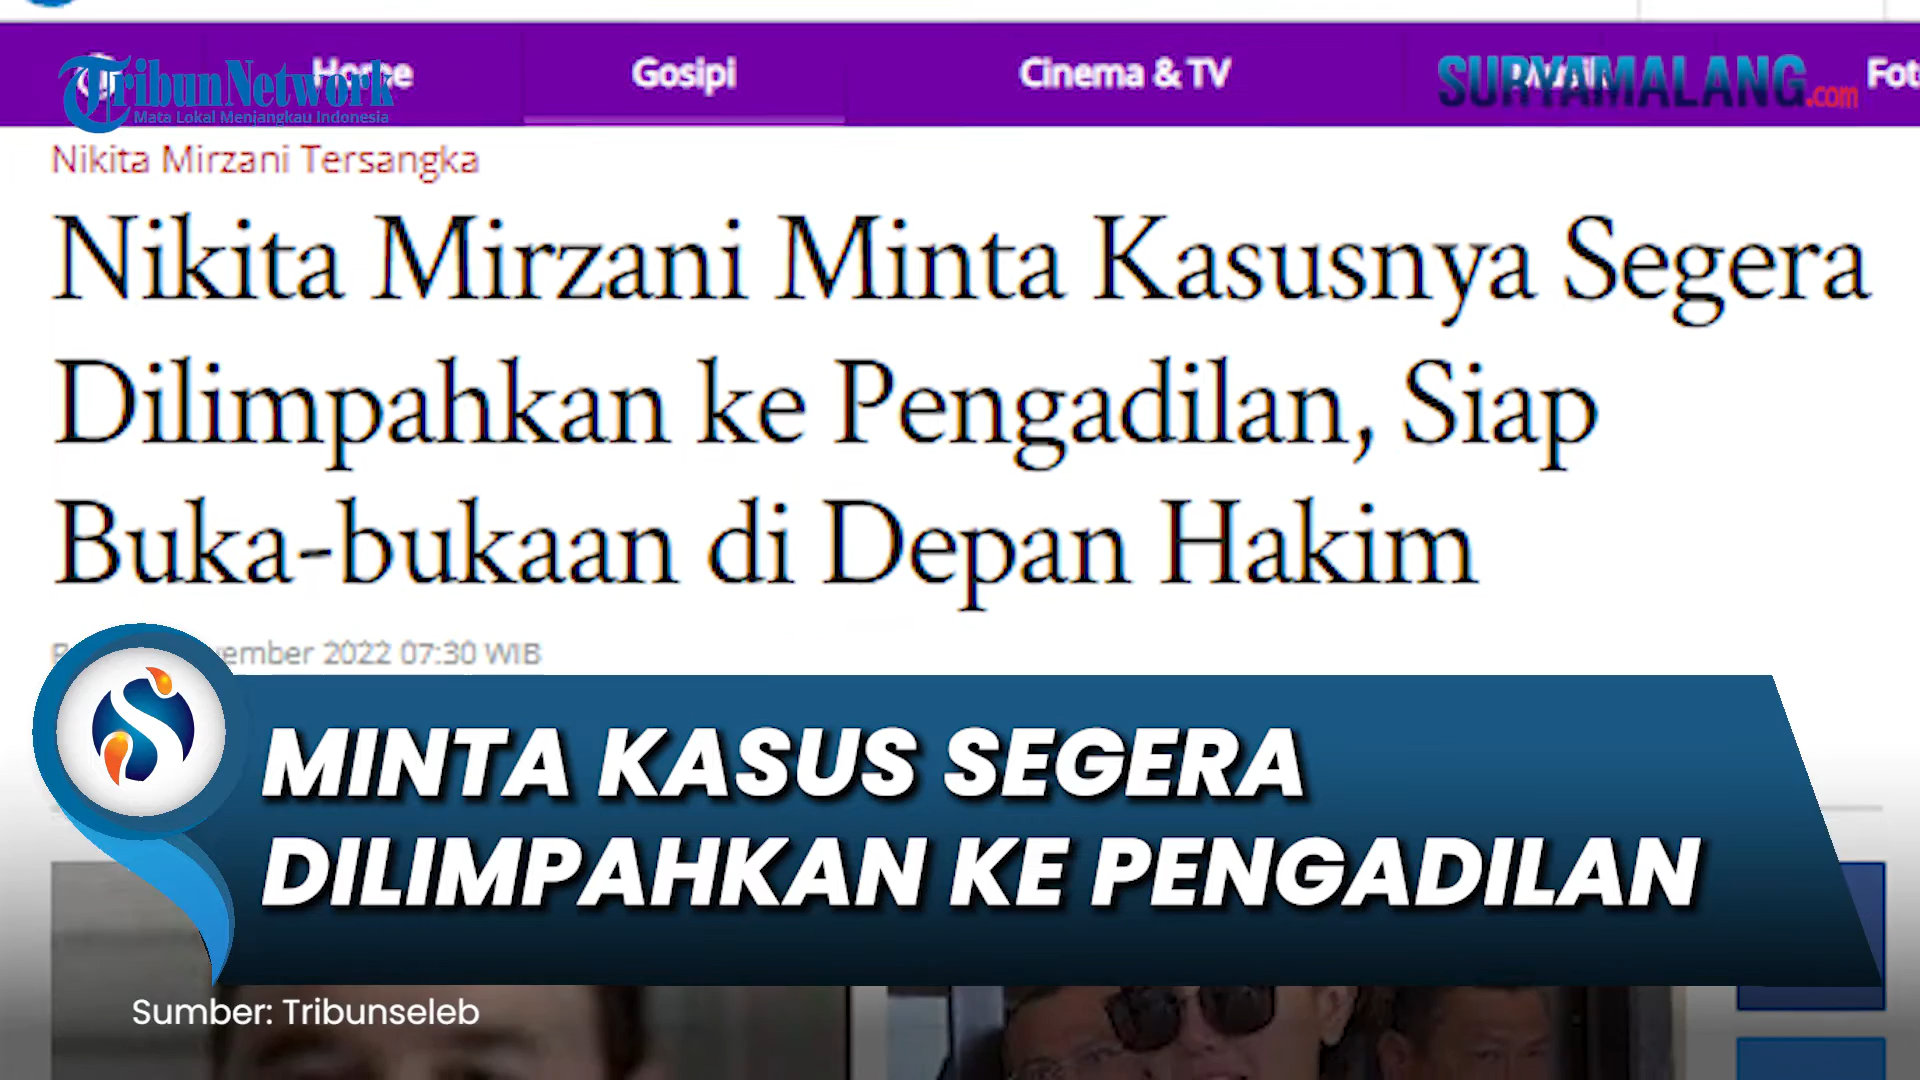 TribunNetwork
Mata Lokal Menjangkau Indonesia
Home
Gosipi
Cinema & TV
SURYAMALANG.com
Nikita Mirzani Tersangka
Nikita Mirzani Minta Kasusnya Segera
Dilimpahkan ke Pengadilan, Siap
Buka-bukaan di Depan Hakim
2022 07:30 WIB
MINTA KASUS SEGERA
DILIMPAHKAN KE PENGADILAN
Sumber: Tribunseleb